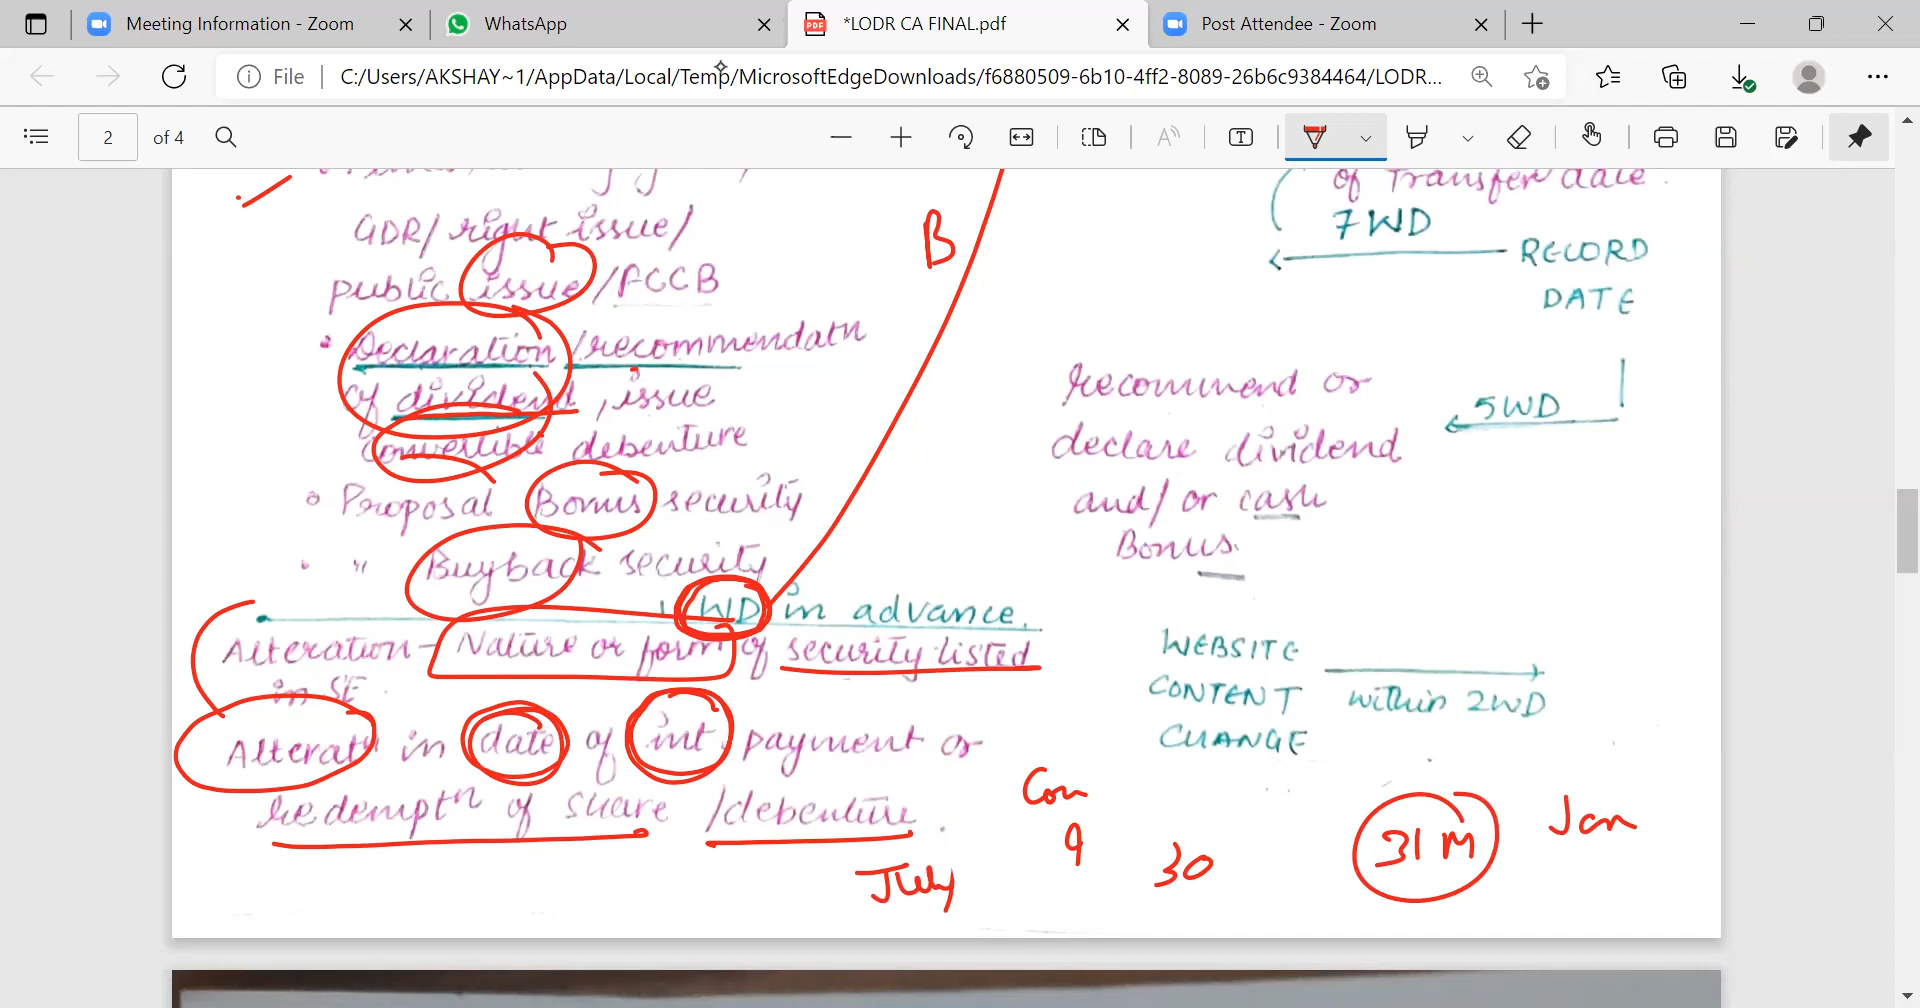 Meeting Information - Zoom
WhatsApp
*LODR CA FINAL.pdf
Post Attendee - Zoom
File
C:/Users/AKSHAY~1/AppData/Local/Temp/MicrosoftEdgeDownloads/f6880509-6b10-4ff2-8089-26b6c9384464/LODR...
2 of 4
GDR/ right issue/
public issue /FCCB
• Declaration /recommendatn
of dividend, issue
convertible debenture
• Proposal Bonus security
• " Buyback security
WD in advance.
Alteration - Nature or form of security listed
in SE.
Alteratn in date of int. payment or
redemptn of share /debenture.
B
of Transfer date.
7WD
RECORD
DATE
recommend or
declare dividend
and/ or cash
Bonus.
5WD
WEBSITE
CONTENT
CHANGE
within 2WD
July
30
31 M
Jan